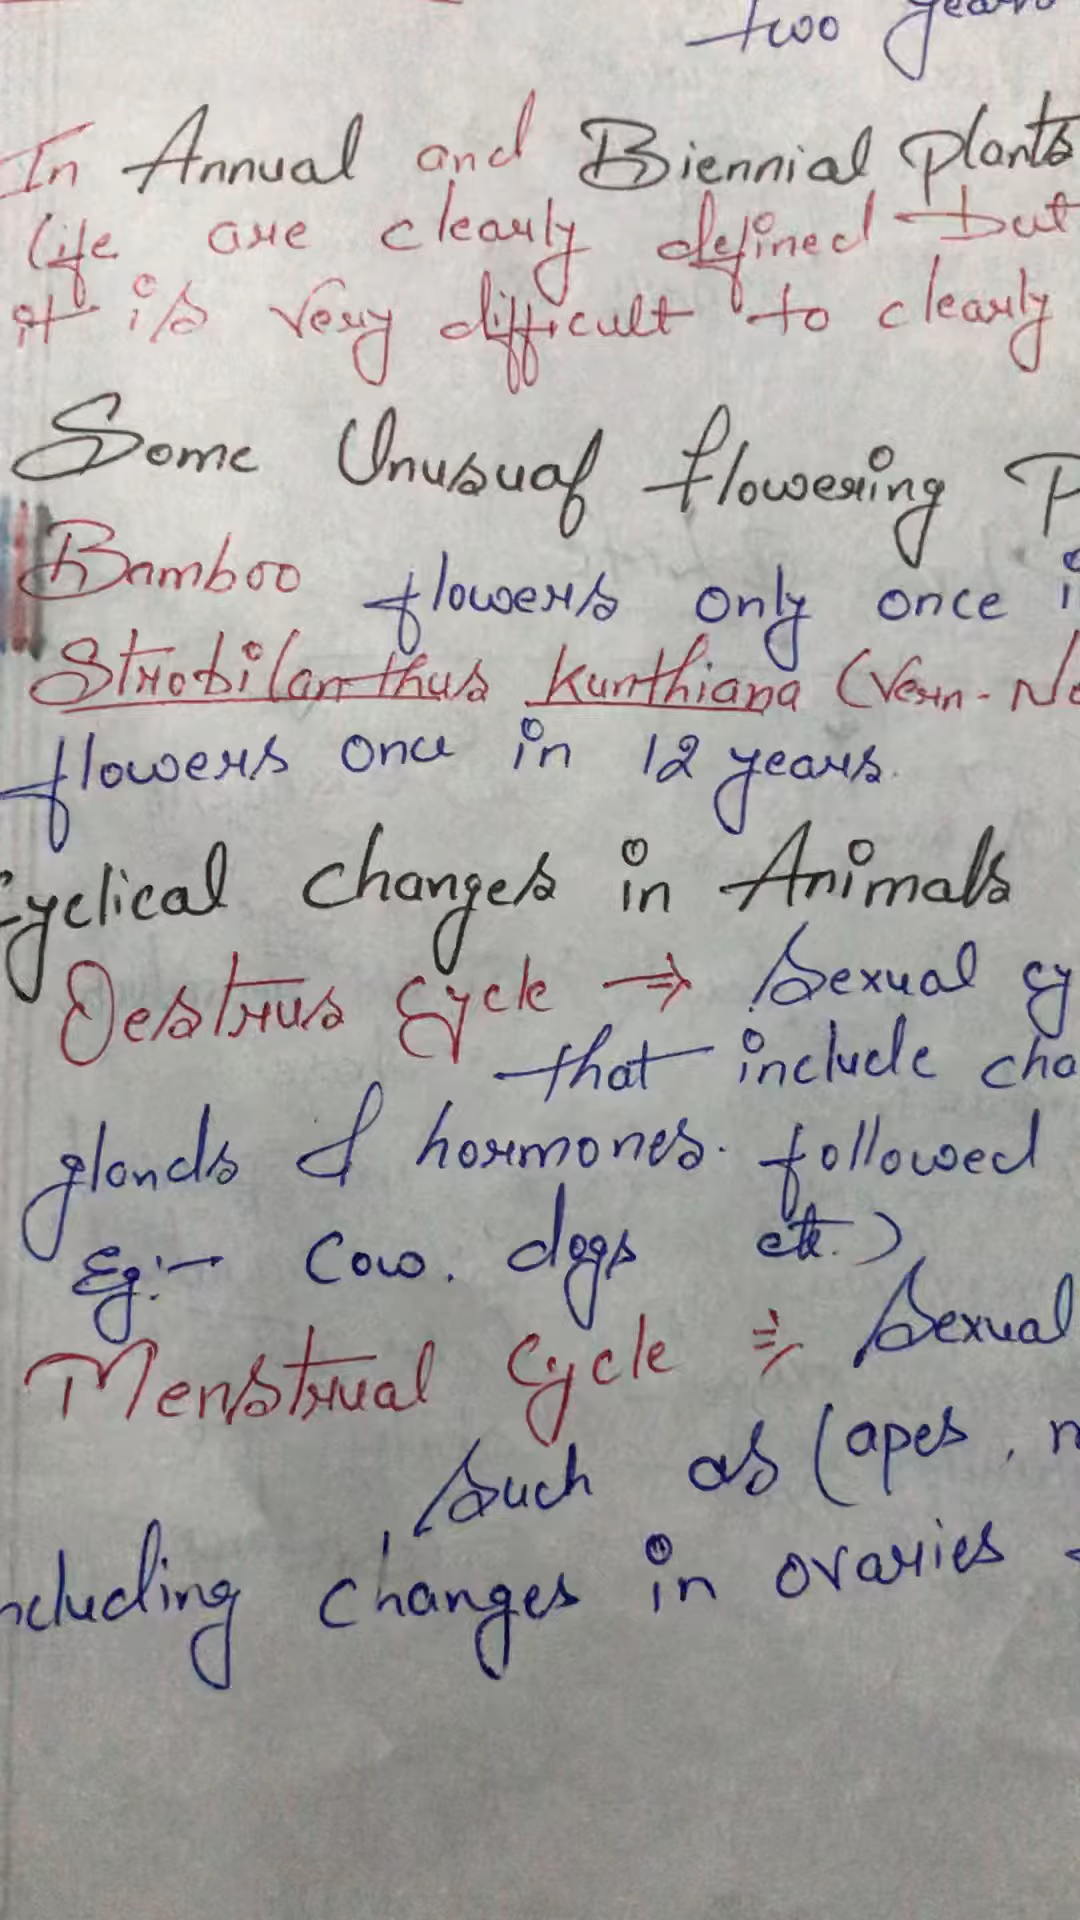 two years
In Annual and Biennial Plants
life are clearly defined but
it is very difficult to clearly
Some Unusual flowering P
Bamboo flowers only once i
Strobilanthus kunthiana (Vern - Ne
flowers once in 12 years.
Cyclical changes in Animals
Oestrus Cycle ⇒ Sexual cy
that include cha
glands & hormones. followed
Eg:- Cow. dogs etc.)
Menstrual Cycle ⇒ Sexual
such as (apes, m
ncluding changes in ovaries